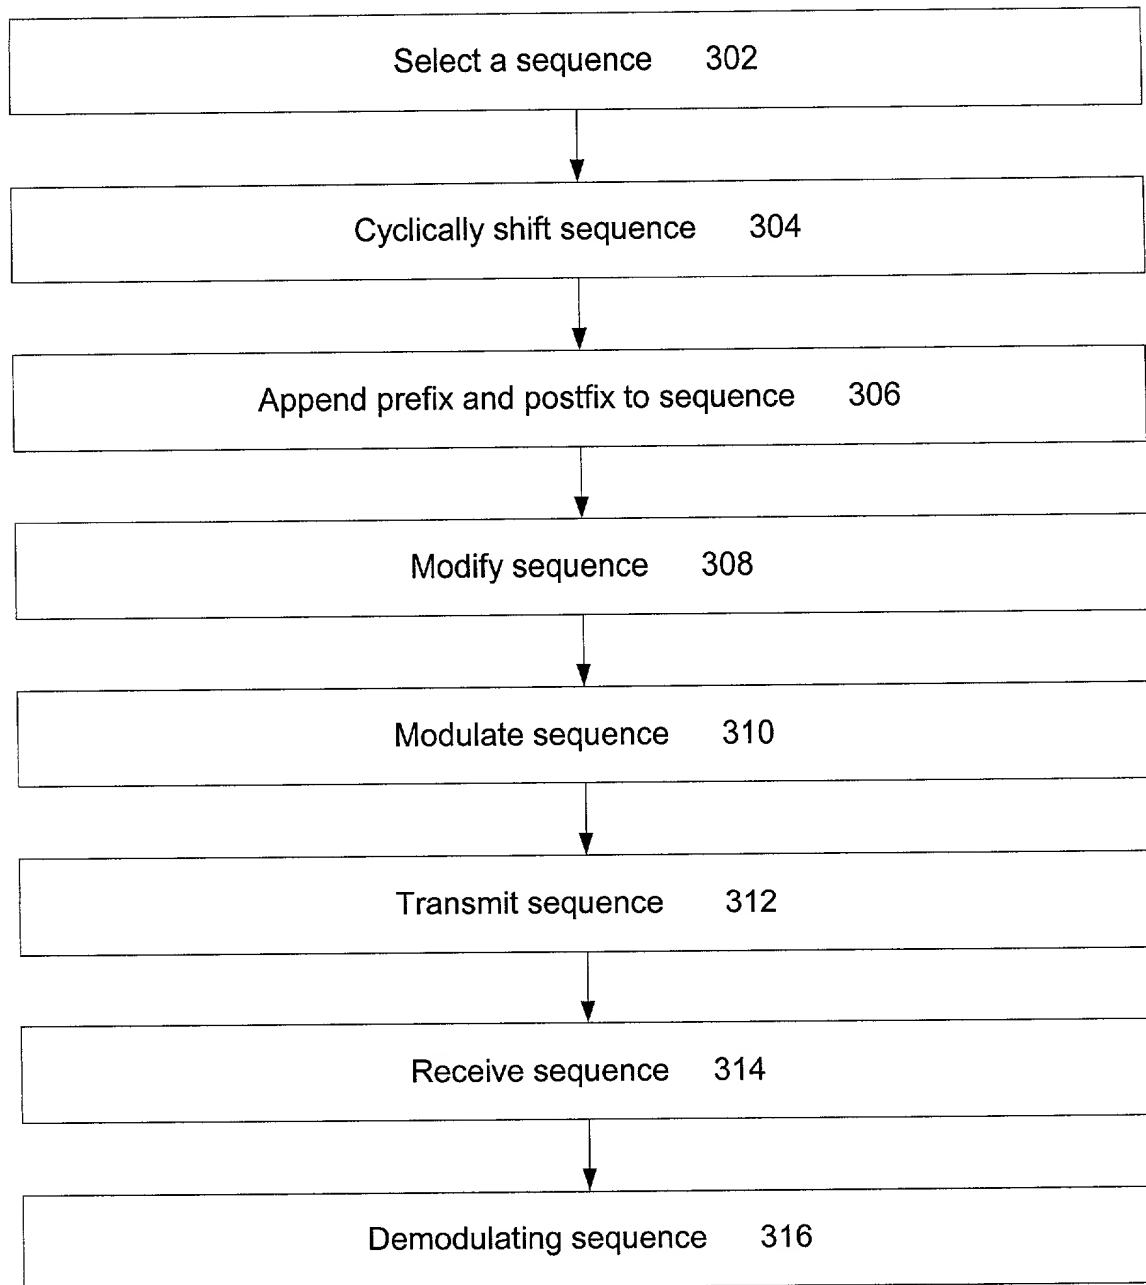 Select a sequence 302
Cyclically shift sequence 304
Append prefix and postfix to sequence 306
Modify sequence 308
Modulate sequence 310
Transmit sequence 312
Receive sequence 314
Demodulating sequence 316